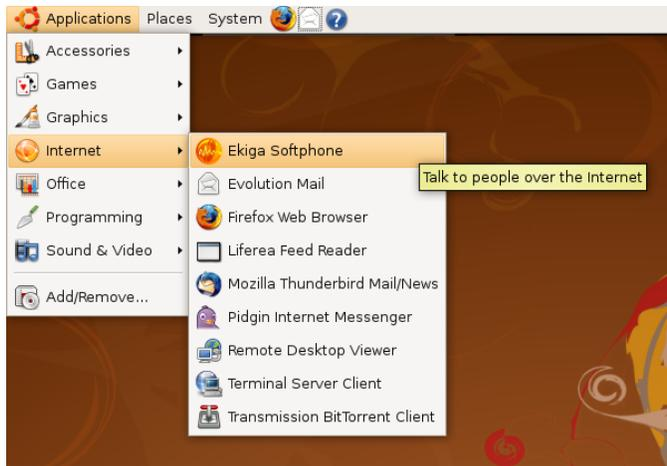 Applications Places System
Accessories
Games
Graphics
Internet
Office
Programming
Sound & Video
Add/Remove...
Ekiga Softphone
Evolution Mail
Firefox Web Browser
Liferea Feed Reader
Mozilla Thunderbird Mail/News
Pidgin Internet Messenger
Remote Desktop Viewer
Terminal Server Client
Transmission BitTorrent Client
Talk to people over the Internet